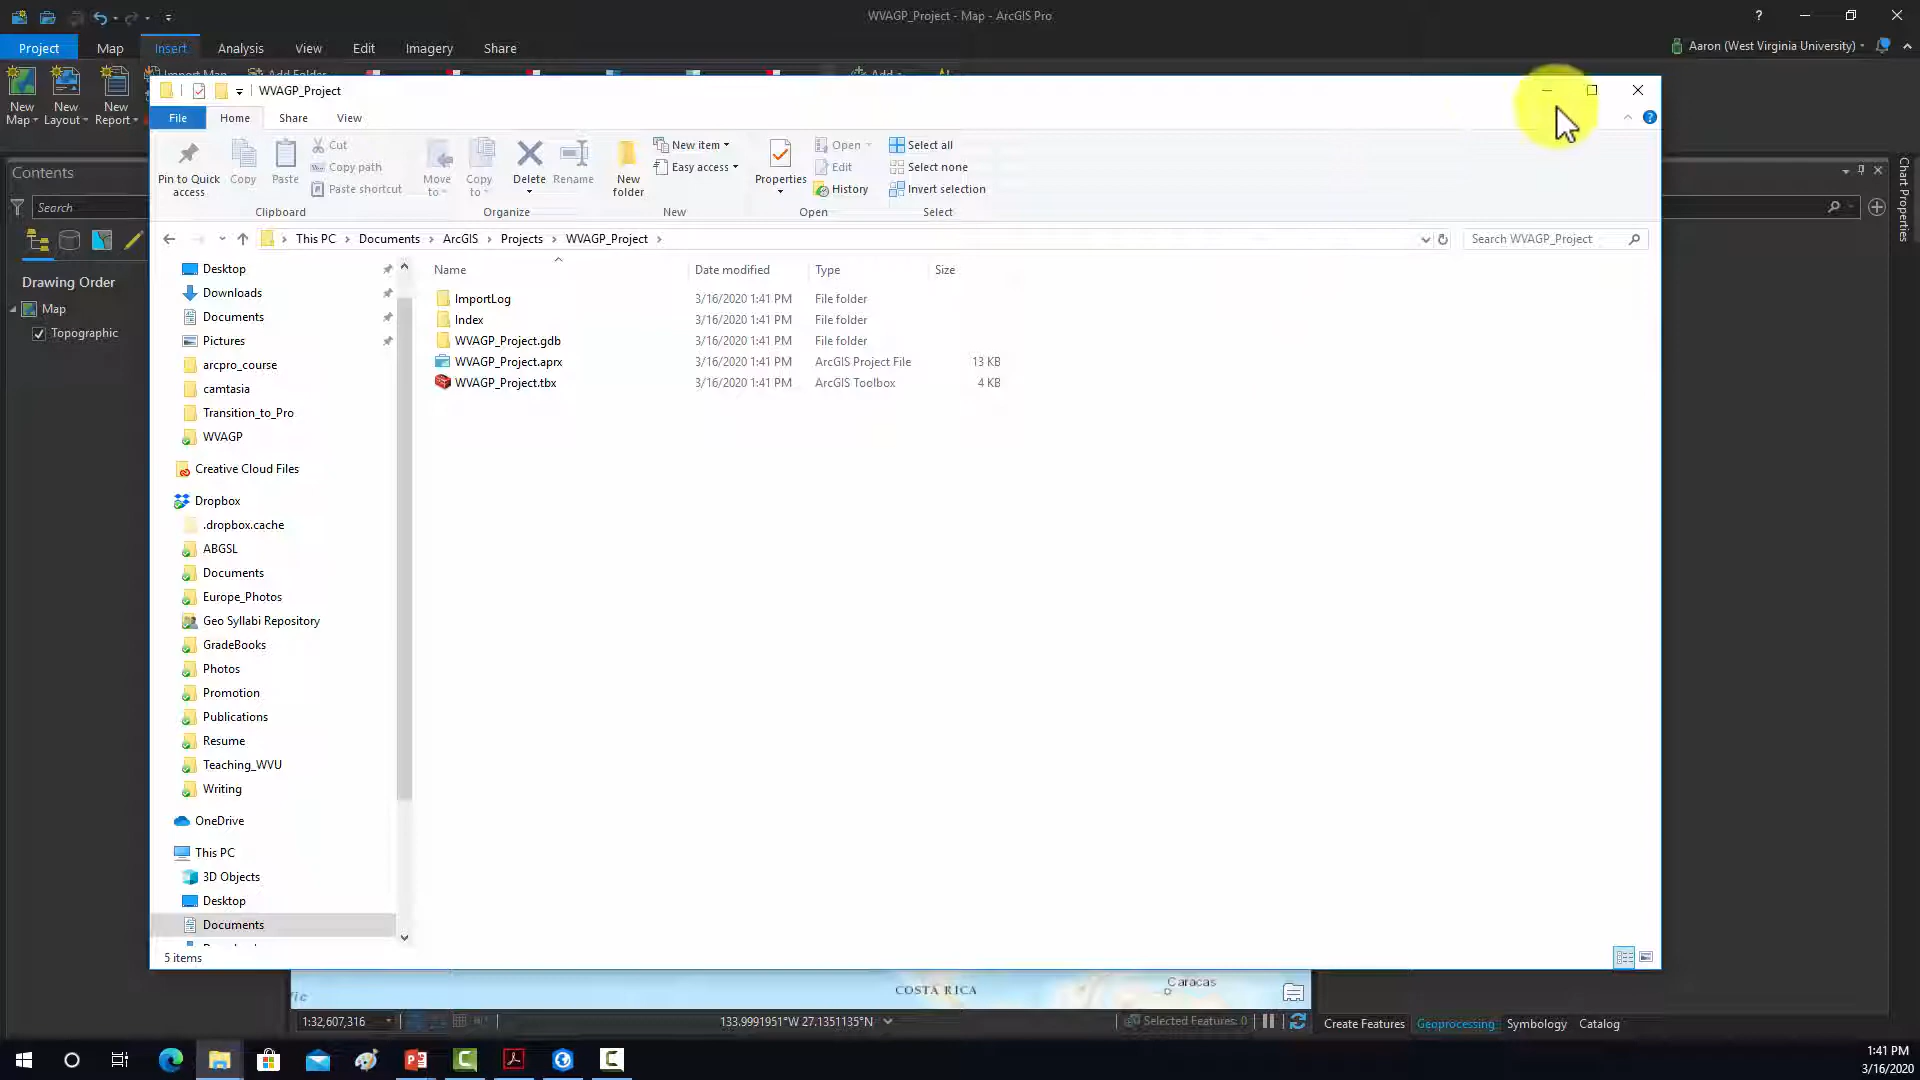 WVAGP_Project - Map - ArcGIS Pro
?
Project Map Insert Analysis View Edit Imagery Share
Aaron (West Virginia University)
New Map
New Layout
New Report
Import Map
Add Folder
Add
WVAGP_Project
File Home Share View
Pin to Quick access
Copy
Paste
Cut
Copy path
Paste shortcut
Clipboard
Move to
Copy to
Delete
Rename
Organize
New folder
New item
Easy access
New
Properties
Open
Edit
History
Open
Select all
Select none
Invert selection
Select
This PC > Documents > ArcGIS > Projects > WVAGP_Project >
Search WVAGP_Project
Contents
Search
Drawing Order
Map
Topographic
Chart Properties
Desktop
Downloads
Documents
Pictures
arcpro_course
camtasia
Transition_to_Pro
WVAGP
Creative Cloud Files
Dropbox
.dropbox.cache
ABGSL
Documents
Europe_Photos
Geo Syllabi Repository
GradeBooks
Photos
Promotion
Publications
Resume
Teaching_WVU
Writing
OneDrive
This PC
3D Objects
Desktop
Documents
Name Date modified Type Size
ImportLog 3/16/2020 1:41 PM File folder
Index 3/16/2020 1:41 PM File folder
WVAGP_Project.gdb 3/16/2020 1:41 PM File folder
WVAGP_Project.aprx 3/16/2020 1:41 PM ArcGIS Project File 13 KB
WVAGP_Project.tbx 3/16/2020 1:41 PM ArcGIS Toolbox 4 KB
5 items
COSTA RICA
Caracas
1:32,607,316
133.9991951°W 27.1351135°N
Selected Features: 0
Create Features Geoprocessing Symbology Catalog
1:41 PM
3/16/2020